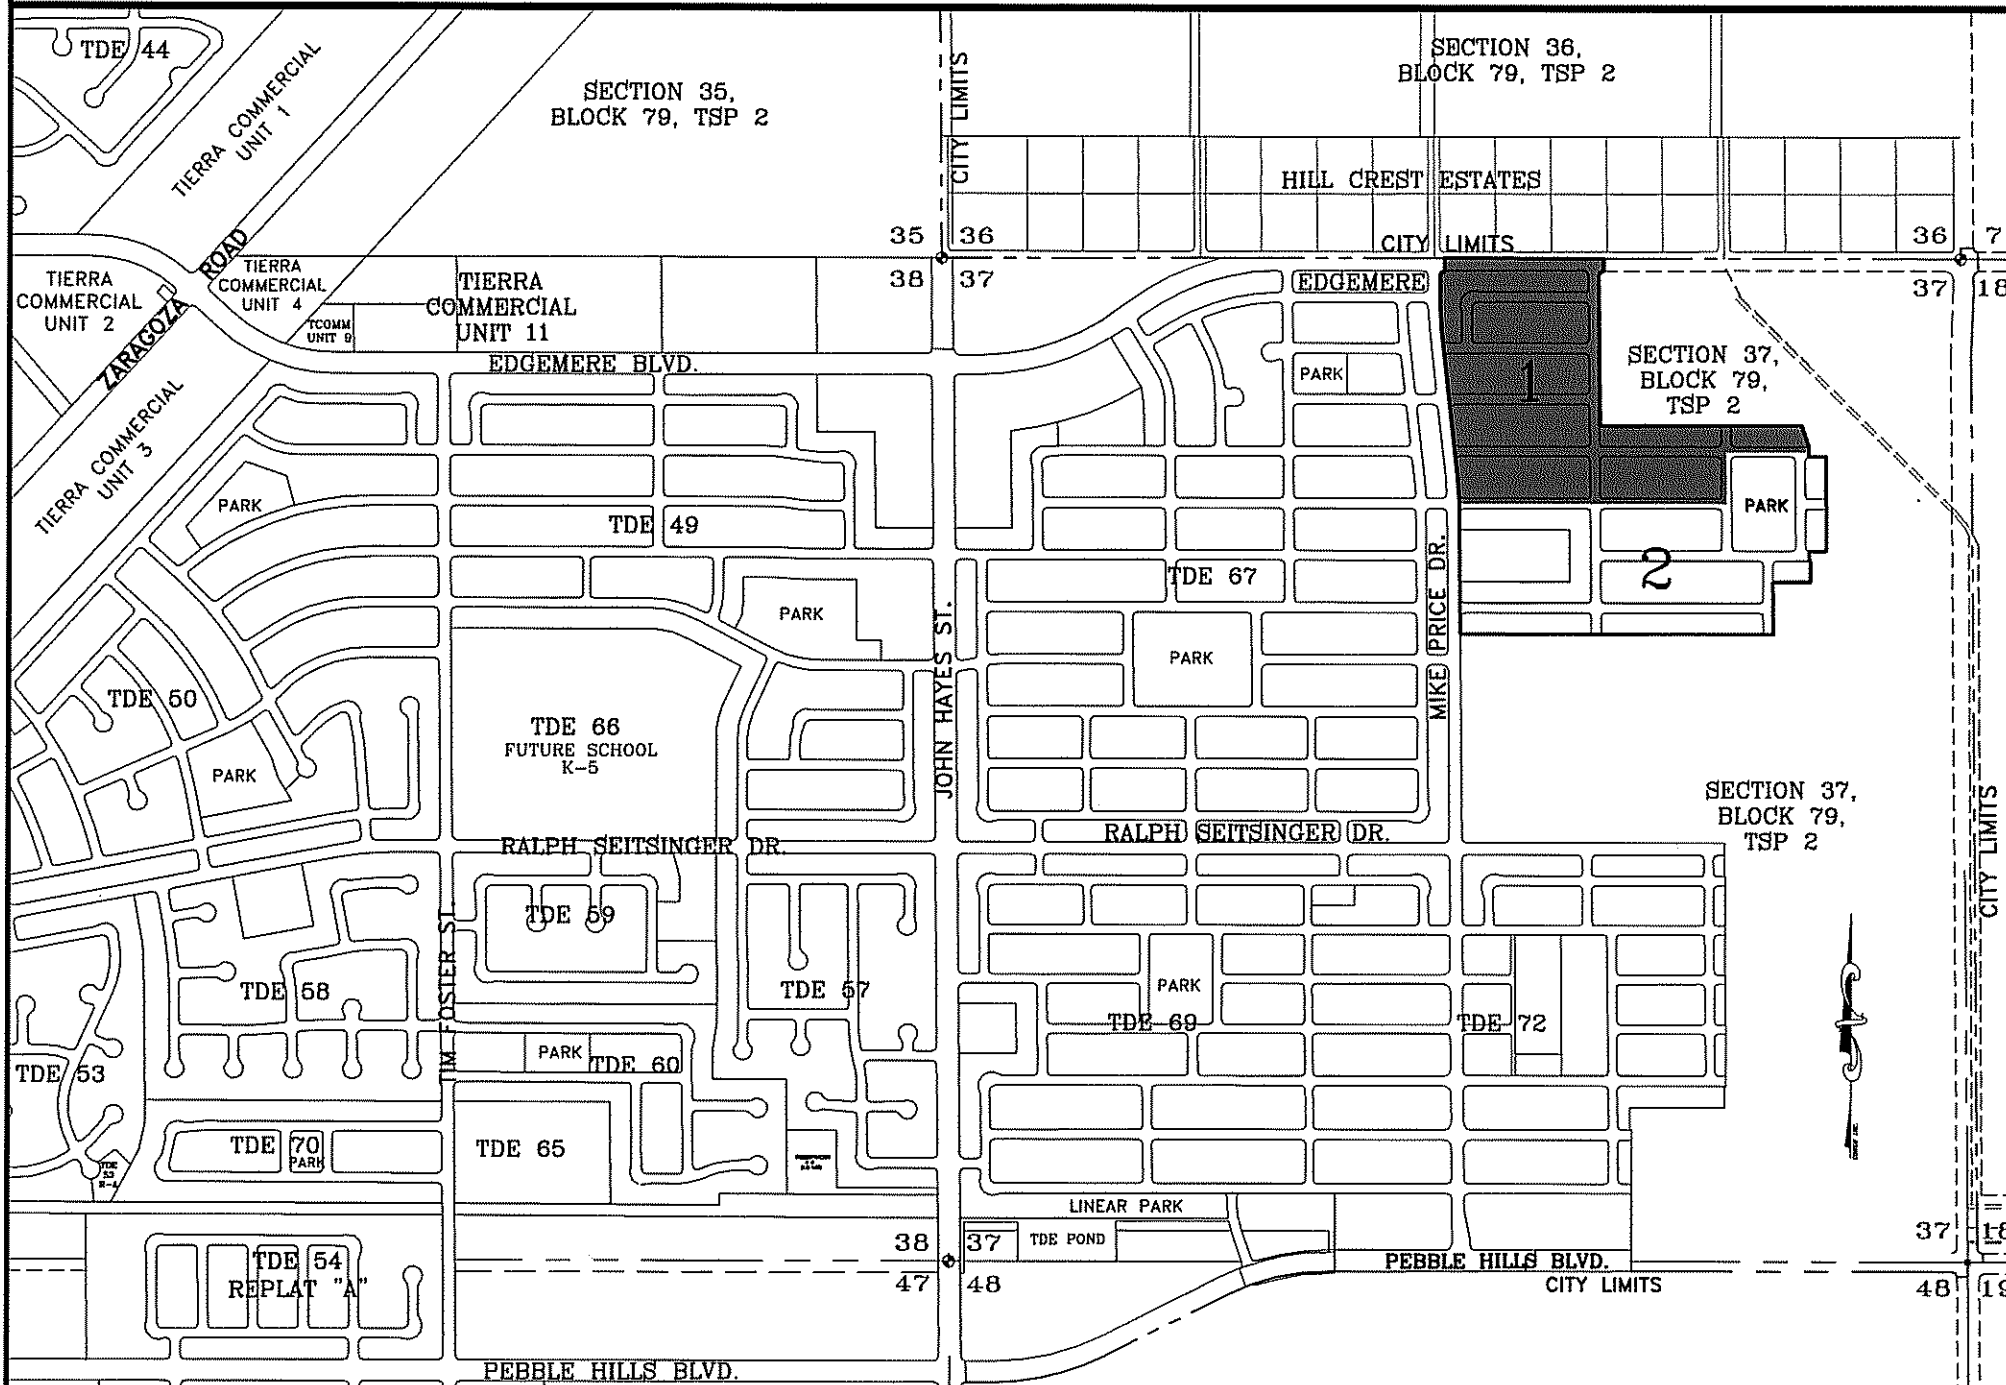 TDE 44
TIERRA COMMERCIAL
UNIT 1
SECTION 35,
BLOCK 79, TSP 2
CITY LIMITS
SECTION 36,
BLOCK 79, TSP 2
HILL CREST ESTATES
CITY LIMITS
35 36
38 37
36 7
37 18
ZARAGOZA ROAD
TIERRA
COMMERCIAL
UNIT 2
TIERRA
COMMERCIAL
UNIT 4
TCOMM
UNIT 9
TIERRA
COMMERCIAL
UNIT 11
EDGEMERE BLVD.
EDGEMERE
PARK
1
SECTION 37,
BLOCK 79,
TSP 2
TIERRA COMMERCIAL
UNIT 3
PARK
TDE 49
PARK
2
TDE 67
MIKE PRICE DR.
PARK
JOHN HAYES ST.
PARK
TDE 50
PARK
TDE 66
FUTURE SCHOOL
K-5
SECTION 37,
BLOCK 79,
TSP 2
CITY LIMITS
RALPH SEITSINGER DR.
RALPH SEITSINGER DR.
TDE 59
TIM FOSTER ST.
TDE 58
TDE 57
PARK
TDE 69
TDE 72
TDE 53
PARK
TDE 60
TDE 70
PARK
TDE
53
R-A
TDE 65
LINEAR PARK
TDE POND
38 37
47 48
37 18
48 19
PEBBLE HILLS BLVD.
CITY LIMITS
TDE 54
REPLAT "A"
PEBBLE HILLS BLVD.